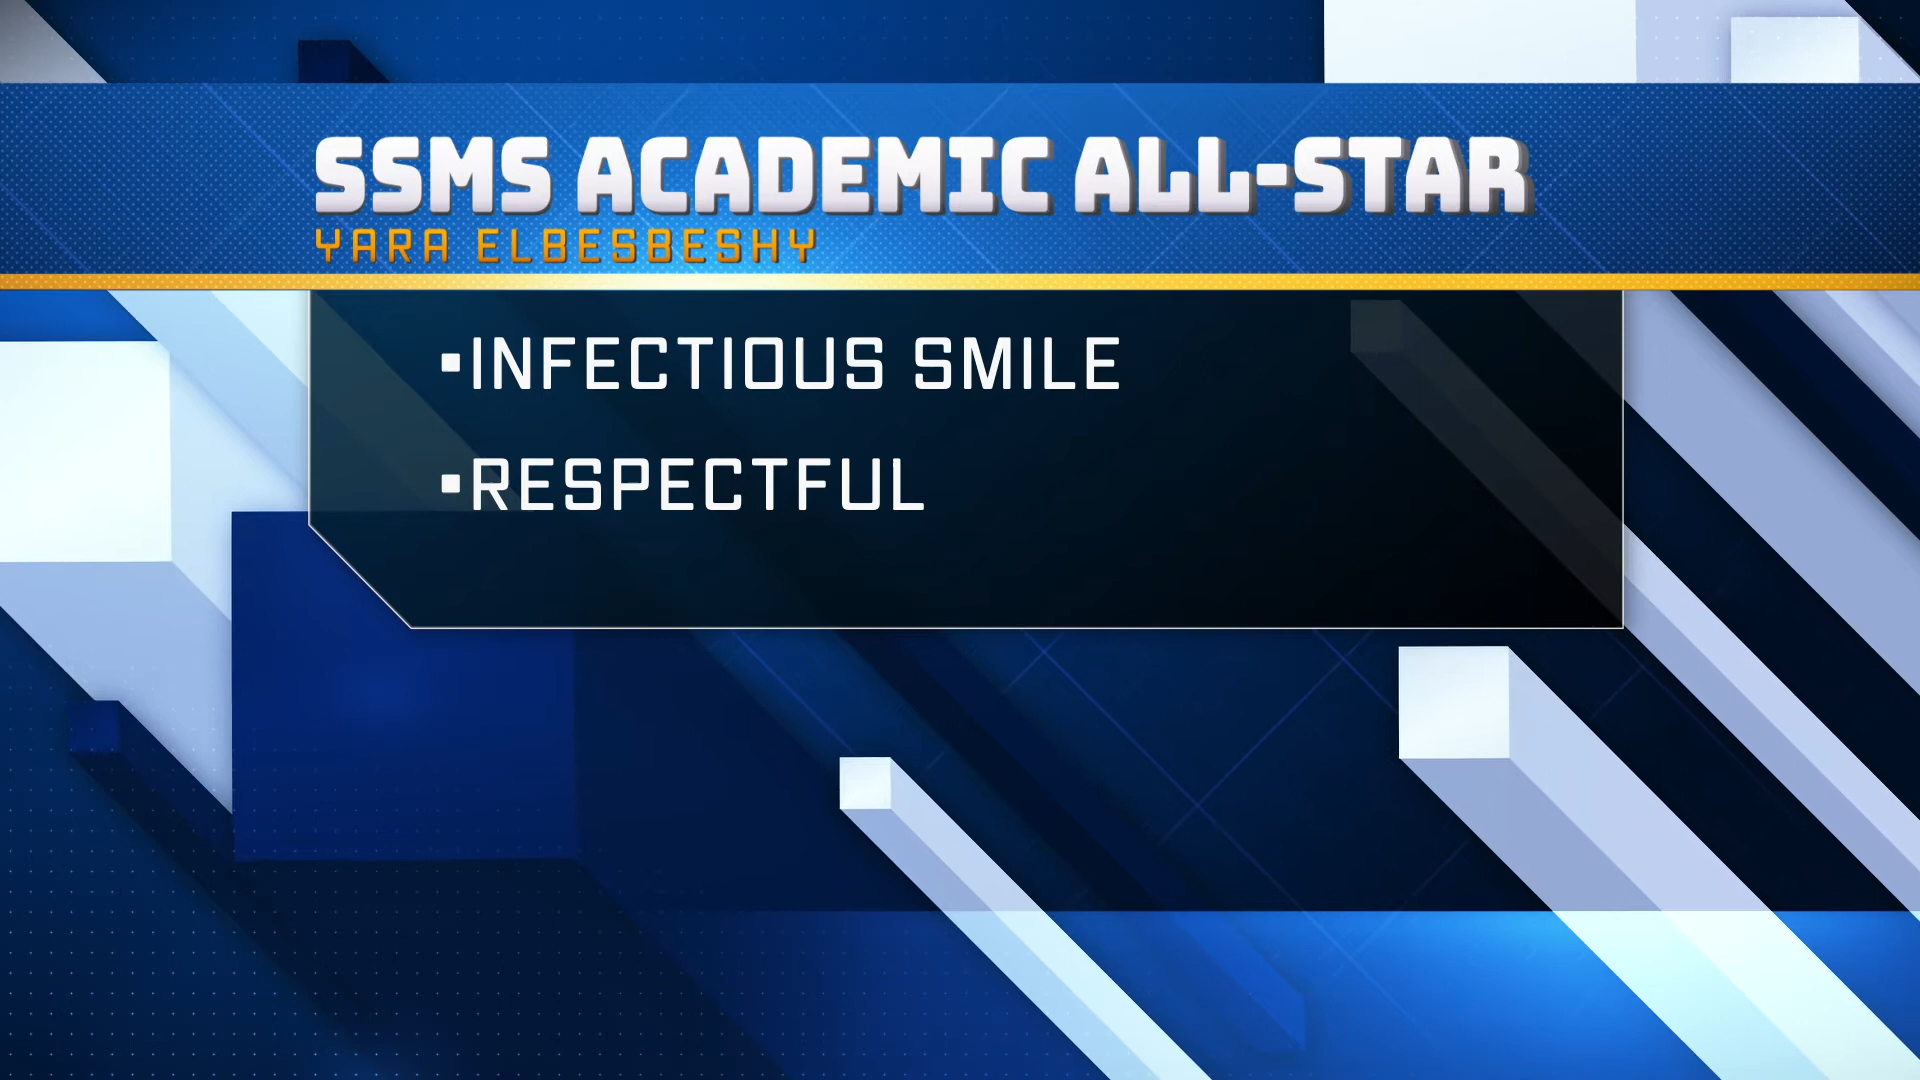 SSMS ACADEMIC ALL-STAR
YARA ELBESBESHY
▪INFECTIOUS SMILE
▪RESPECTFUL